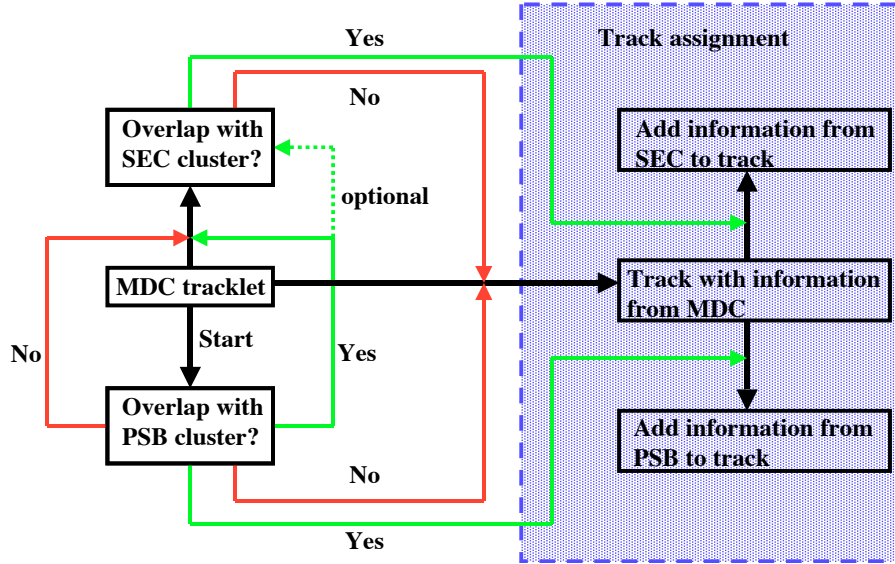 Yes
Track assignment
No
Overlap with
SEC cluster?
Add information from
SEC to track
optional
MDC tracklet
Track with information
from MDC
Start
No
Yes
Overlap with
PSB cluster?
Add information from
PSB to track
No
Yes